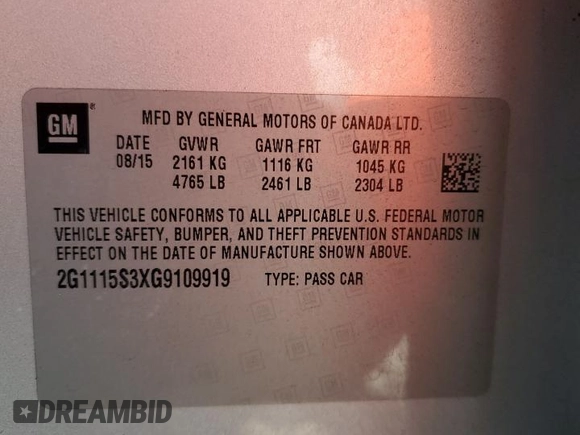 GM
MFD BY GENERAL MOTORS OF CANADA LTD.
DATE GVWR GAWR FRT GAWR RR
08/15 2161 KG 1116 KG 1045 KG
4765 LB 2461 LB 2304 LB
THIS VEHICLE CONFORMS TO ALL APPLICABLE U.S. FEDERAL MOTOR
VEHICLE SAFETY, BUMPER, AND THEFT PREVENTION STANDARDS IN
EFFECT ON THE DATE OF MANUFACTURE SHOWN ABOVE.
2G1115S3XG9109919 TYPE: PASS CAR
DREAMBID